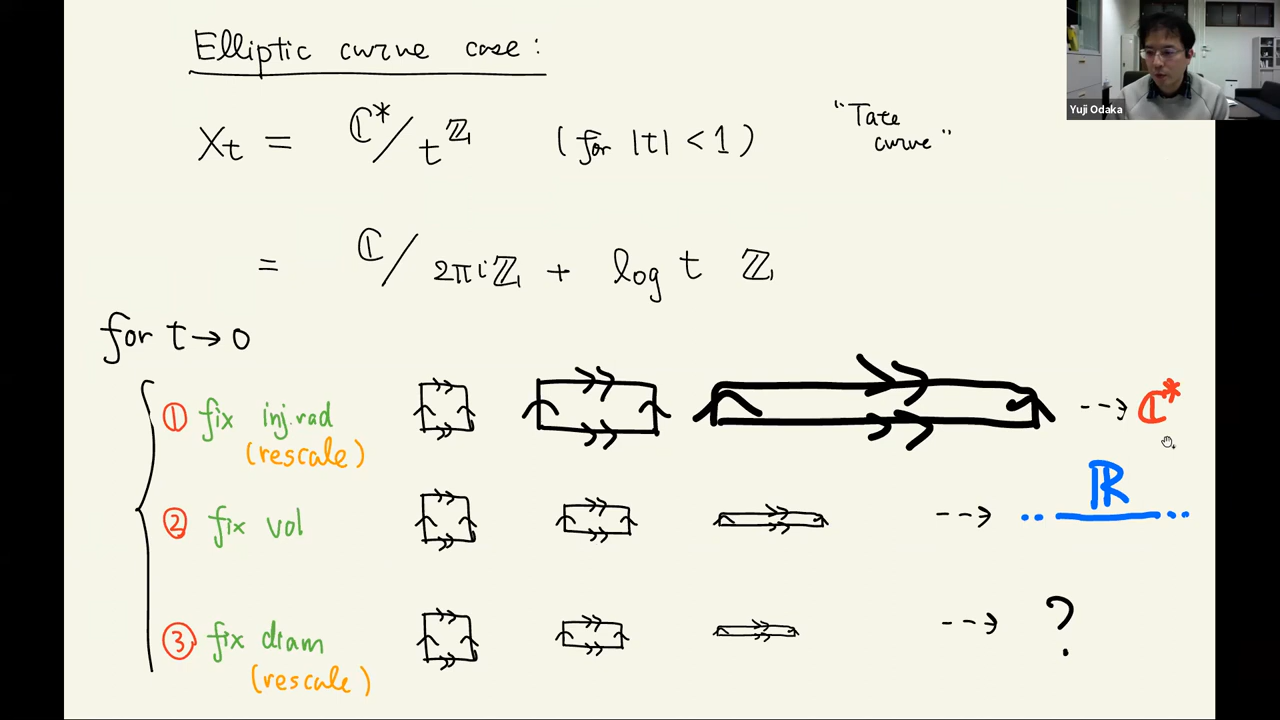 Elliptic curve case:
Xt = ℂ*/t^ℤ (for |t| < 1) "Tate curve"
= ℂ/2πiℤ + log t ℤ
for t → 0
① fix inj.rad --→ ℂ*
(rescale)
② fix vol --→ ℝ
③ fix diam --→ ?
(rescale)
Yuji Odaka